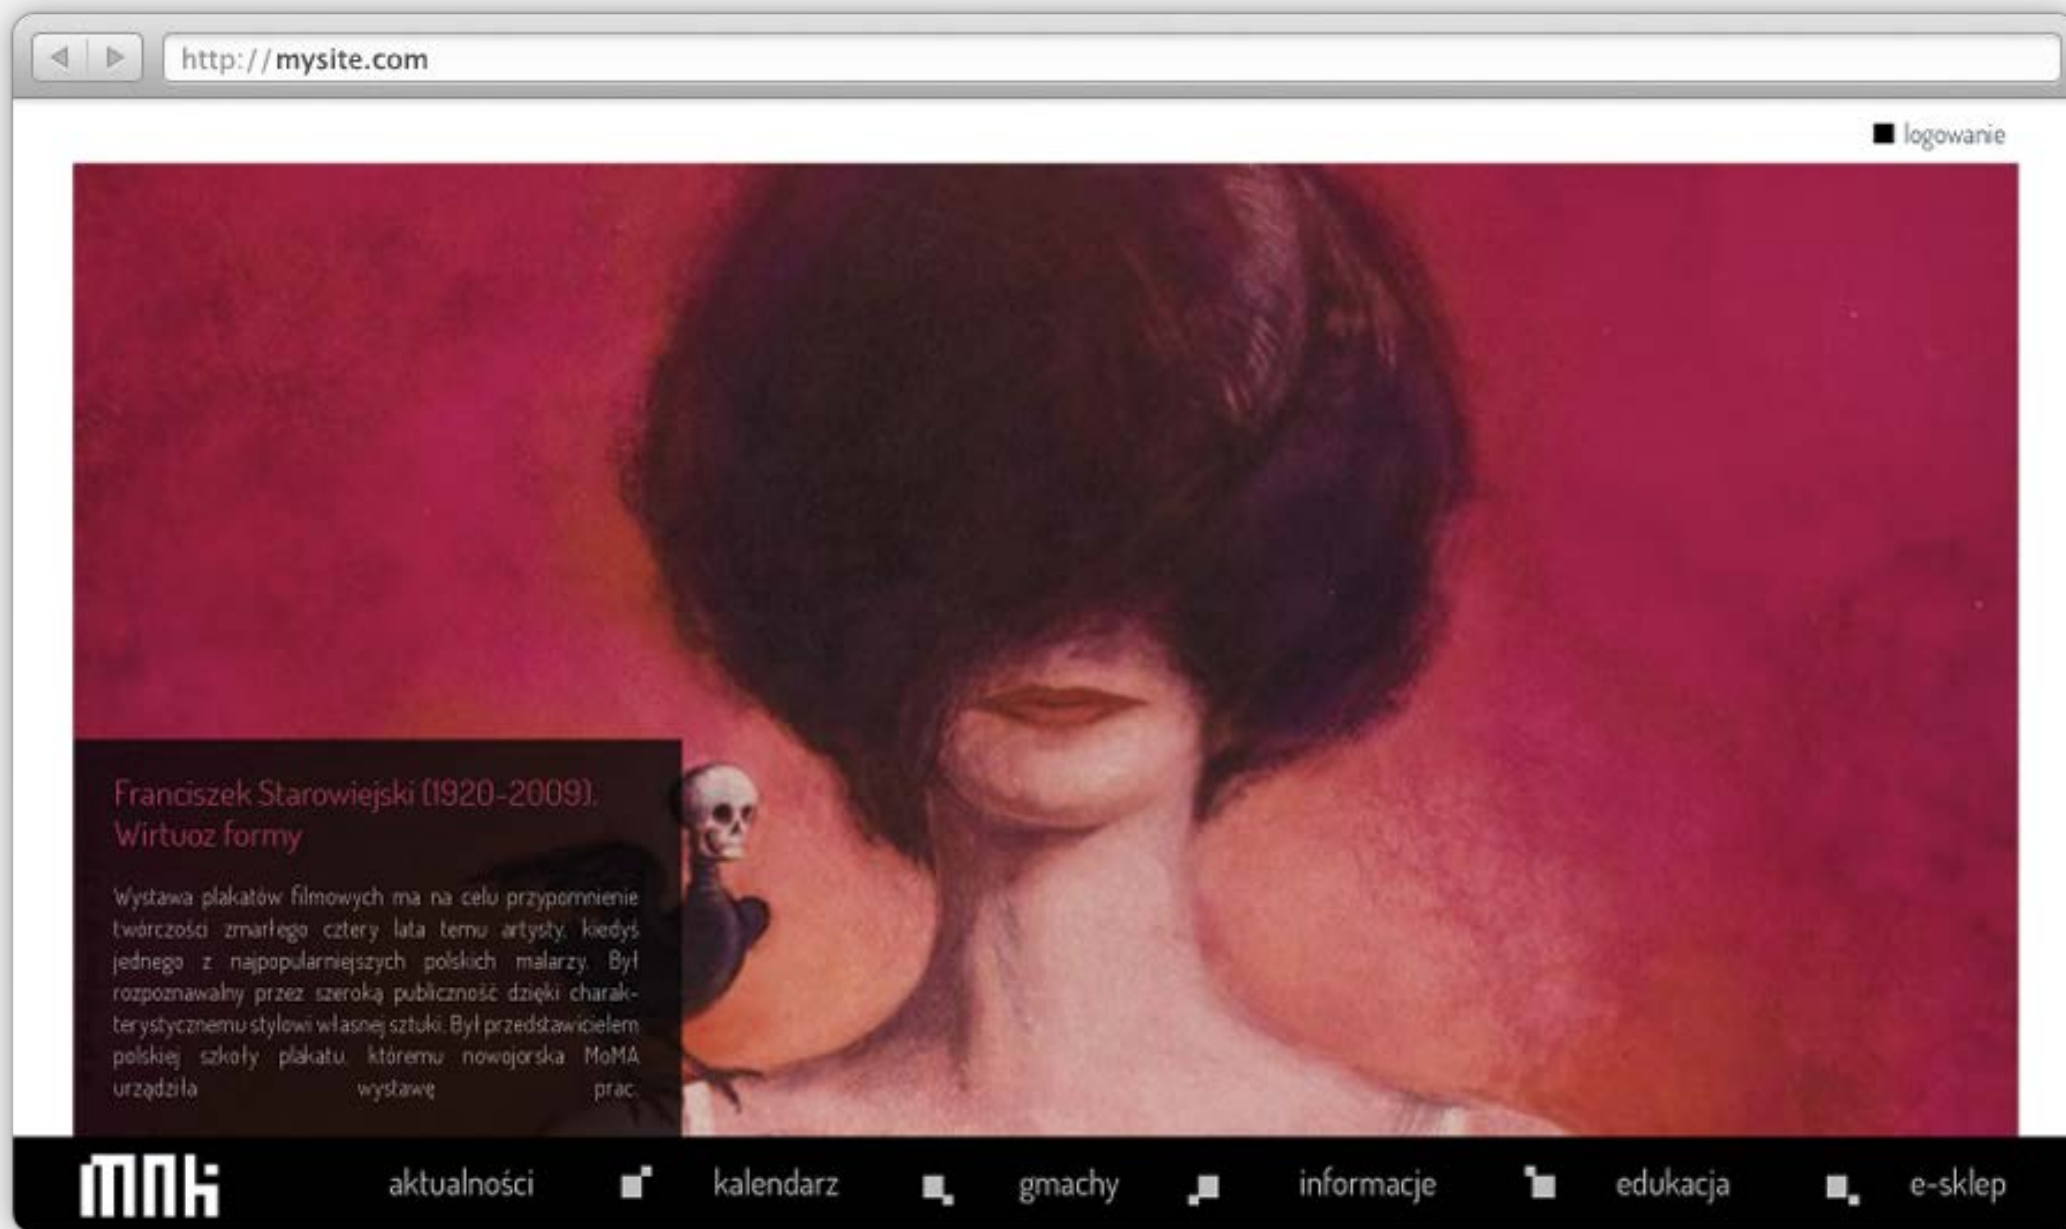 http://mysite.com
logowanie
Franciszek Starowiejski (1920-2009).
Wirtuoz formy
Wystawa plakatów filmowych ma na celu przypomnienie
twórczości zmarłego cztery lata temu artysty, kiedyś
jednego z najpopularniejszych polskich malarzy. Był
rozpoznawalny przez szeroką publiczność dzięki charak-
terystycznemu stylowi własnej sztuki. Był przedstawicielem
polskiej szkoły plakatu, któremu nowojorska MoMA
urządziła wystawę prac.
mnk aktualności kalendarz gmachy informacje edukacja e-sklep